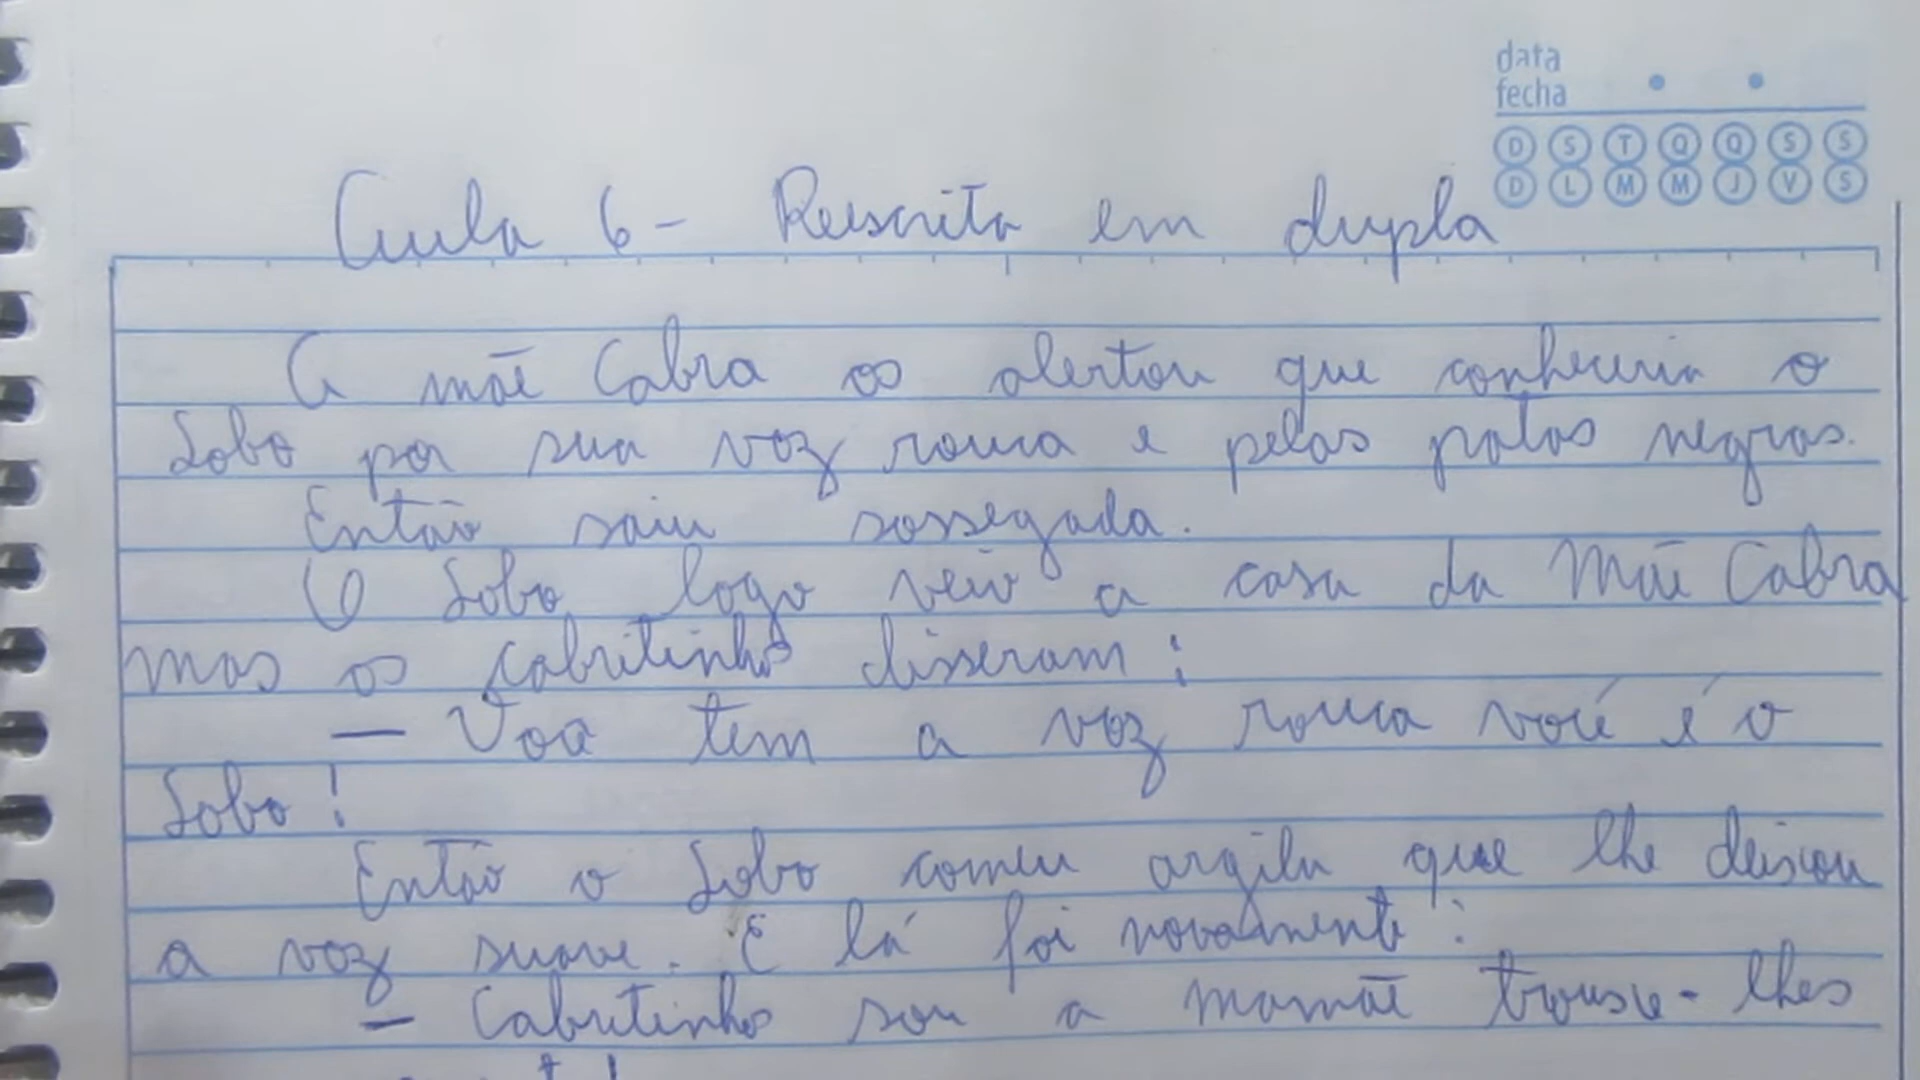 data
fecha
D S T Q Q S S
D L M M J V S
Aula 6 - Reescrita em dupla
A mãe Cabra os alertou que conheceria o
Lobo por sua voz rouca e pelas patas negras.
Então saiu sossegada.
O Lobo logo veio a casa da Mãe Cabra
mas os cabritinhos disseram:
— Voce tem a voz rouca você é o
Lobo!
Então o Lobo comeu argila que lhe deixou
a voz suave. E lá foi novamente:
— Cabritinhos sou a mamãe trouxe-lhes